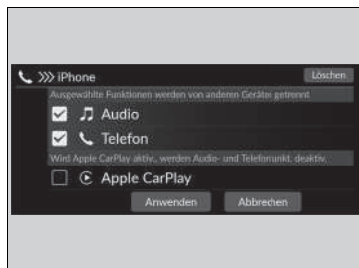 iPhone
Löschen
Ausgewählte Funktionen werden von anderen Geräten getrennt
Audio
Telefon
Wird Apple CarPlay aktiv., werden Audio- und Telefonunkt. deaktiv.
Apple CarPlay
Anwenden
Abbrechen